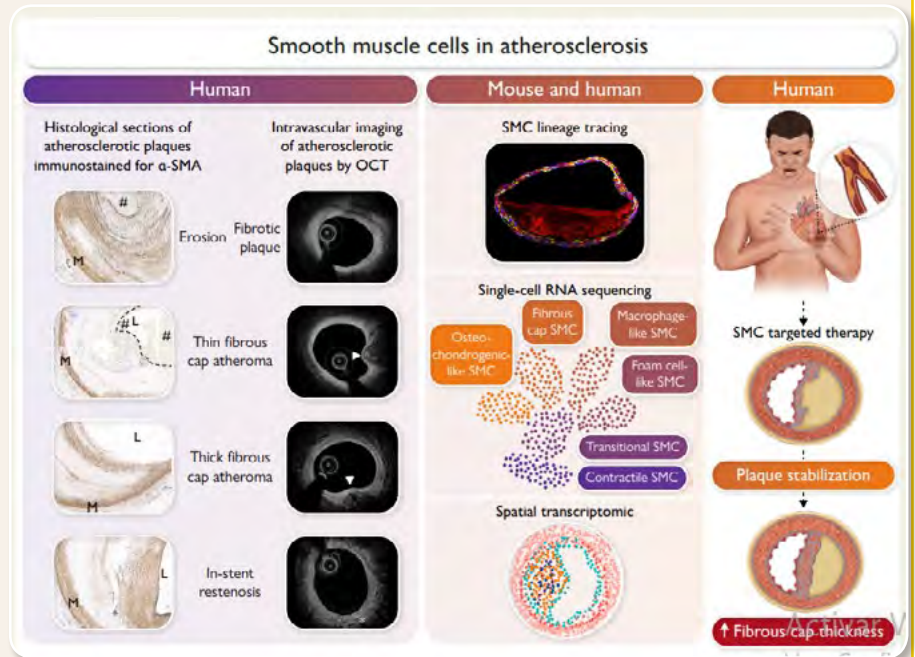 Smooth muscle cells in atherosclerosis
Human
Histological sections of
atherosclerotic plaques
immunostained for α-SMA
Intravascular imaging
of atherosclerotic
plaques by OCT
#
M
Erosion
Fibrotic
plaque
#
L
#
M
Thin fibrous
cap atheroma
L
M
Thick fibrous
cap atheroma
L
M
In-stent
restenosis
Mouse and human
SMC lineage tracing
Single-cell RNA sequencing
Osteo-
chondrogenic-
like SMC
Fibrous
cap SMC
Macrophage-
like SMC
Foam cell-
like SMC
Transitional SMC
Contractile SMC
Spatial transcriptomic
Human
SMC targeted therapy
Plaque stabilization
↑ Fibrous cap thickness
Activar